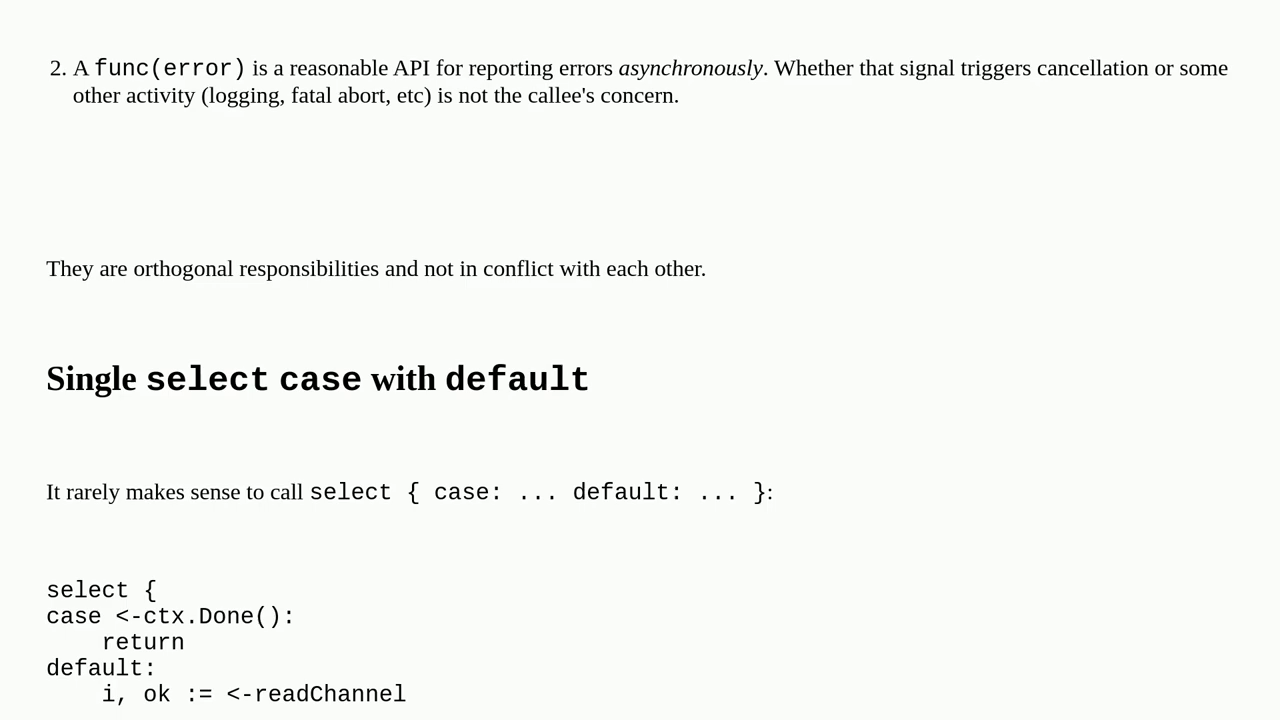 2. A func(error) is a reasonable API for reporting errors asynchronously. Whether that signal triggers cancellation or some
other activity (logging, fatal abort, etc) is not the callee's concern.
They are orthogonal responsibilities and not in conflict with each other.
Single select case with default
It rarely makes sense to call select { case: ... default: ... }:
select {
case <-ctx.Done():
    return
default:
    i, ok := <-readChannel